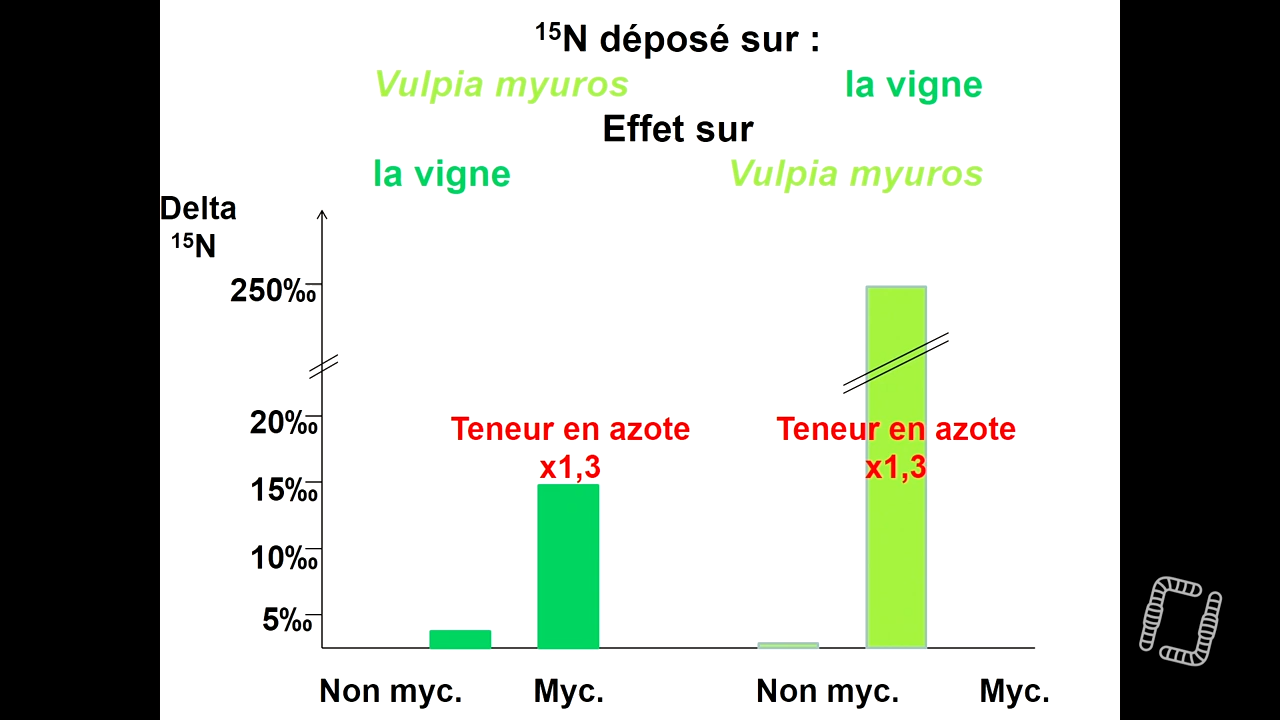 ¹⁵N déposé sur :
Vulpia myuros la vigne
Effet sur
la vigne Vulpia myuros
Delta
¹⁵N
250‰
20‰
15‰
10‰
5‰
Teneur en azote
x1,3
Teneur en azote
x1,3
Non myc. Myc. Non myc. Myc.